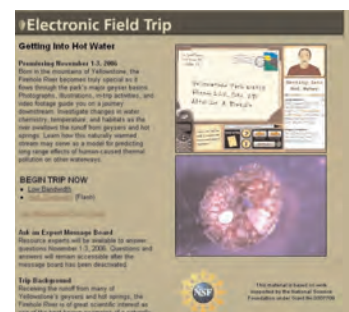 Electronic Field Trip
Getting Into Hot Water
Premiering November 1-3, 2006
Born in the mountains of Yellowstone, the
Firehole River becomes truly special as it
flows through the park's major geyser basins.
Photographs, illustrations, in-trip activities, and
video footage guide you on a journey
downstream. Investigate changes in water
chemistry, temperature, and habitats as the
river swallows the runoff from geysers and hot
springs. Learn how this naturally warmed
stream may serve as a model for predicting
long range effects of human-caused thermal
pollution on other waterways.
BEGIN TRIP NOW
Low Bandwidth
(Flash)
Ask an Expert Message Board
Resource experts will be available to answer
questions November 1-3, 2006. Questions and
answers will remain accessible after the
message board has been deactivated.
Trip Background
Receiving the runoff from many of
Yellowstone's geysers and hot springs, the
Firehole River is of great scientific interest as
Yellowstone Park
NSF
This material is based on work
supported by the National Science
Foundation under Grant No.